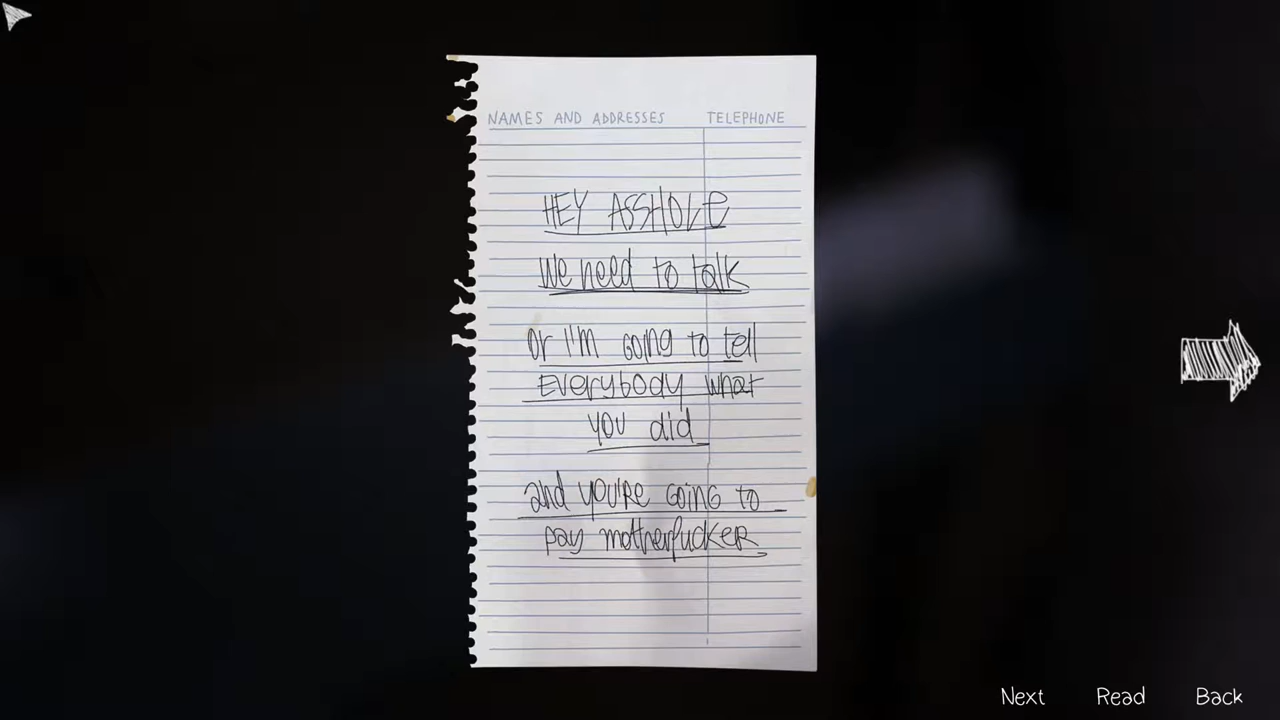 NAMES AND ADDRESSES TELEPHONE
HEY ASSHOLE
We need to talk
Or I'm going to tell
Everybody what
you did
and you're going to
pay motherfucker
Next Read Back